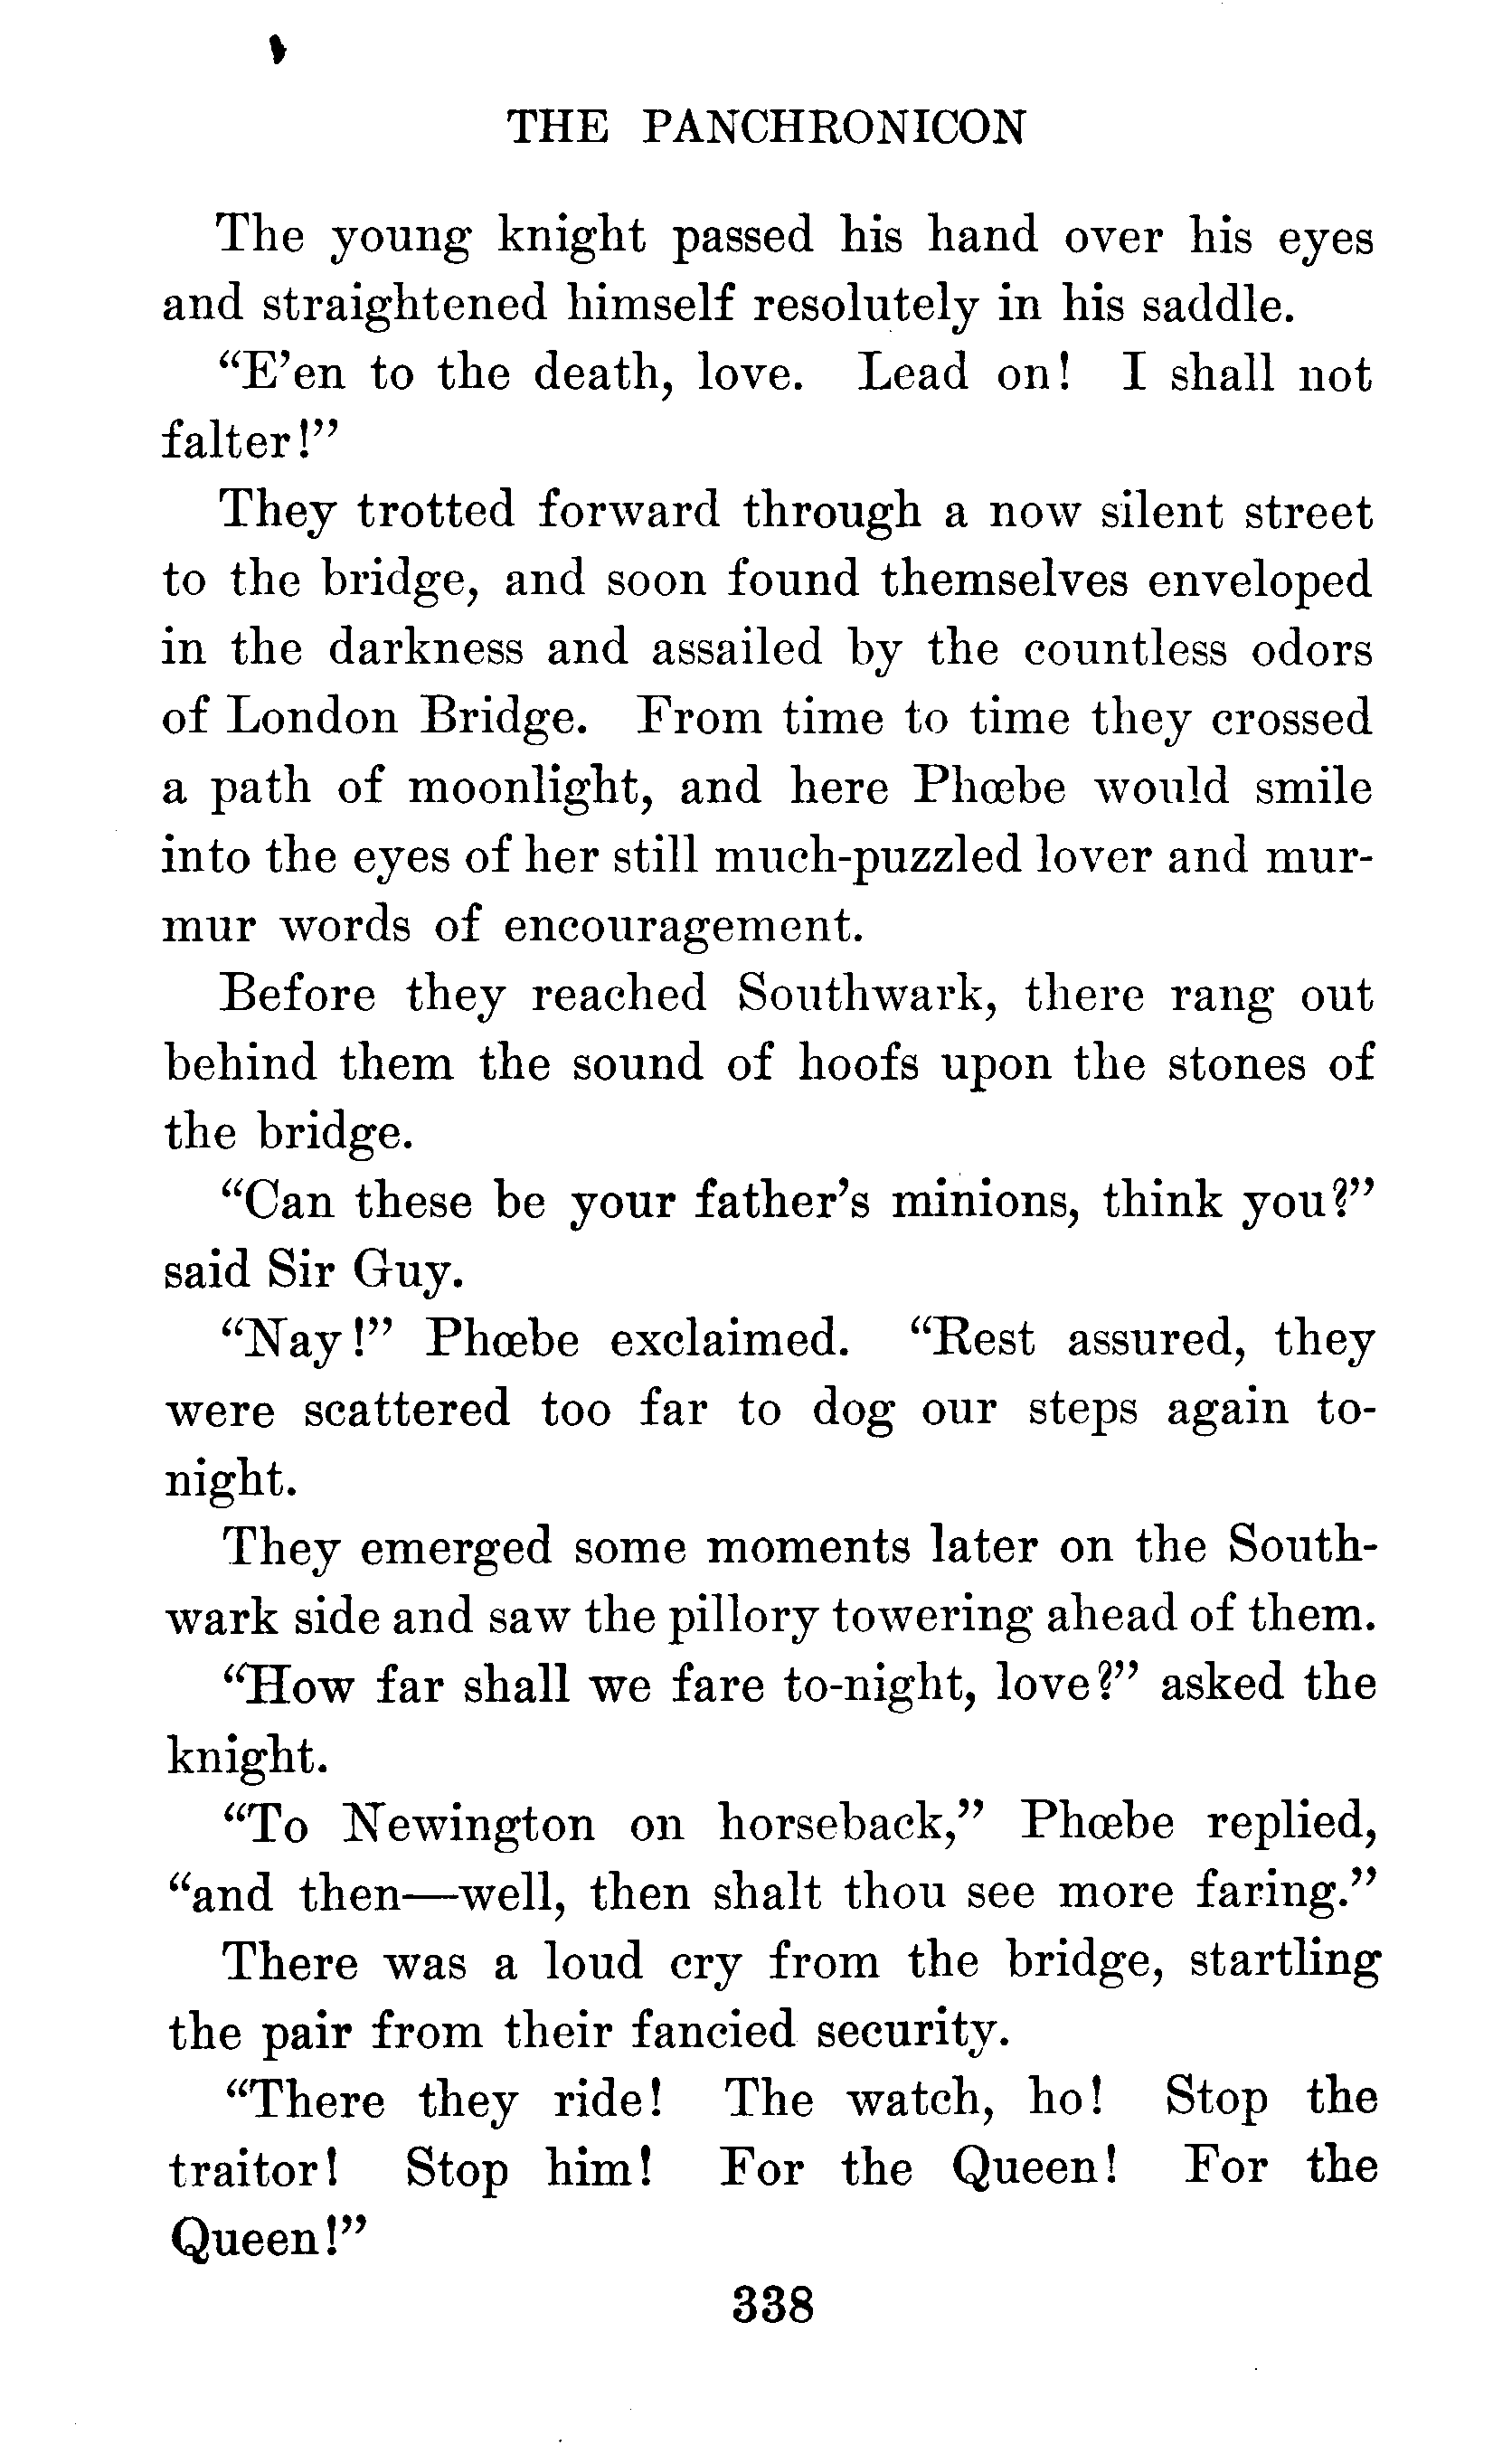 THE PANCHRONICON
The young knight passed his hand over his eyes
and straightened himself resolutely in his saddle.
“E’en to the death, love. Lead on! I shall not
falter!”
They trotted forward through a now silent street
to the bridge, and soon found themselves enveloped
in the darkness and assailed by the countless odors
of London Bridge. From time to time they crossed
a path of moonlight, and here Phœbe would smile
into the eyes of her still much-puzzled lover and mur-
mur words of encouragement.
Before they reached Southwark, there rang out
behind them the sound of hoofs upon the stones of
the bridge.
“Can these be your father’s minions, think you?”
said Sir Guy.
“Nay!” Phœbe exclaimed. “Rest assured, they
were scattered too far to dog our steps again to-
night.
They emerged some moments later on the South-
wark side and saw the pillory towering ahead of them.
“How far shall we fare to-night, love?” asked the
knight.
“To Newington on horseback,” Phœbe replied,
“and then—well, then shalt thou see more faring.”
There was a loud cry from the bridge, startling
the pair from their fancied security.
“There they ride! The watch, ho! Stop the
traitor! Stop him! For the Queen! For the
Queen!”
338